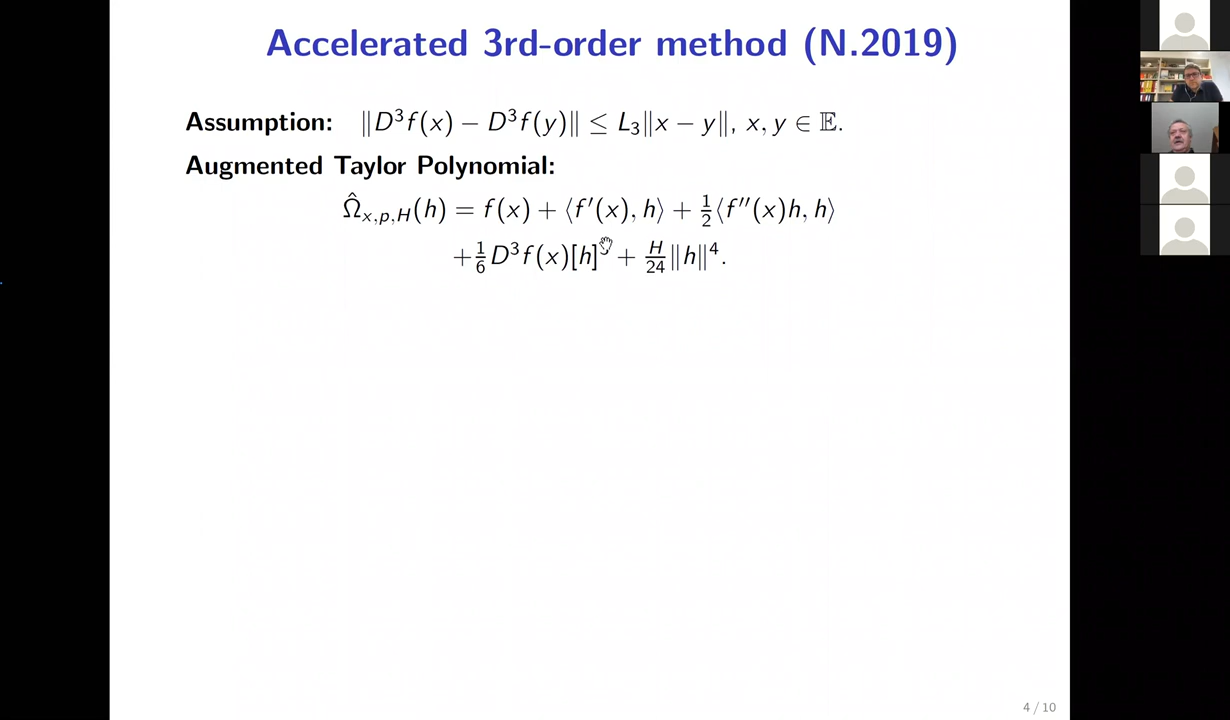 Accelerated 3rd-order method (N.2019)
Assumption: ‖D³f(x) − D³f(y)‖ ≤ L₃‖x − y‖, x, y ∈ 𝔼.
Augmented Taylor Polynomial:
Ω̂ₓ,ₚ,H(h) = f(x) + ⟨f′(x), h⟩ + ½⟨f″(x)h, h⟩
+⅙D³f(x)[h]³ + H/24‖h‖⁴.
4 / 10